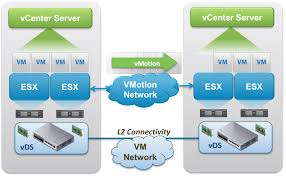 vCenter Server
vCenter Server
vMotion
VM VM VM VM
VM VM VM VM
ESX ESX
VMotion
Network
ESX ESX
L2 Connectivity
vDS
VM
Network
vDS